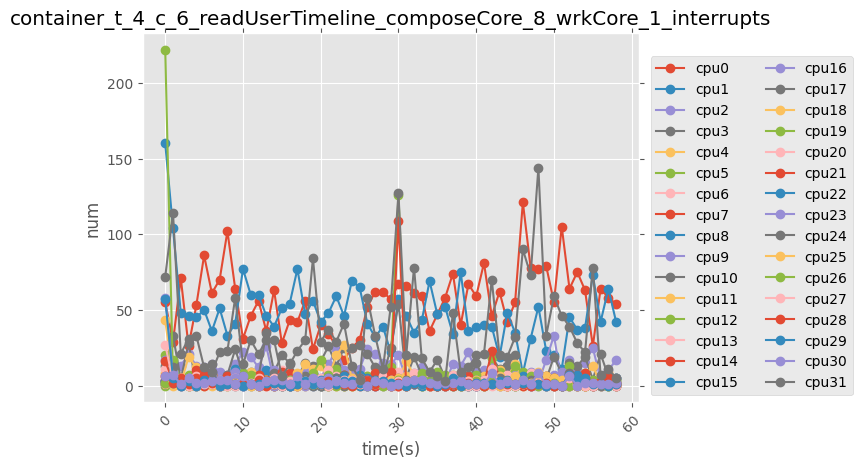 container_t_4_c_6_readUserTimeline_composeCore_8_wrkCore_1_interrupts
200
150
100
50
0
num
0
10
20
30
40
50
60
time(s)
cpu0
cpu1
cpu2
cpu3
cpu4
cpu5
cpu6
cpu7
cpu8
cpu9
cpu10
cpu11
cpu12
cpu13
cpu14
cpu15
cpu16
cpu17
cpu18
cpu19
cpu20
cpu21
cpu22
cpu23
cpu24
cpu25
cpu26
cpu27
cpu28
cpu29
cpu30
cpu31